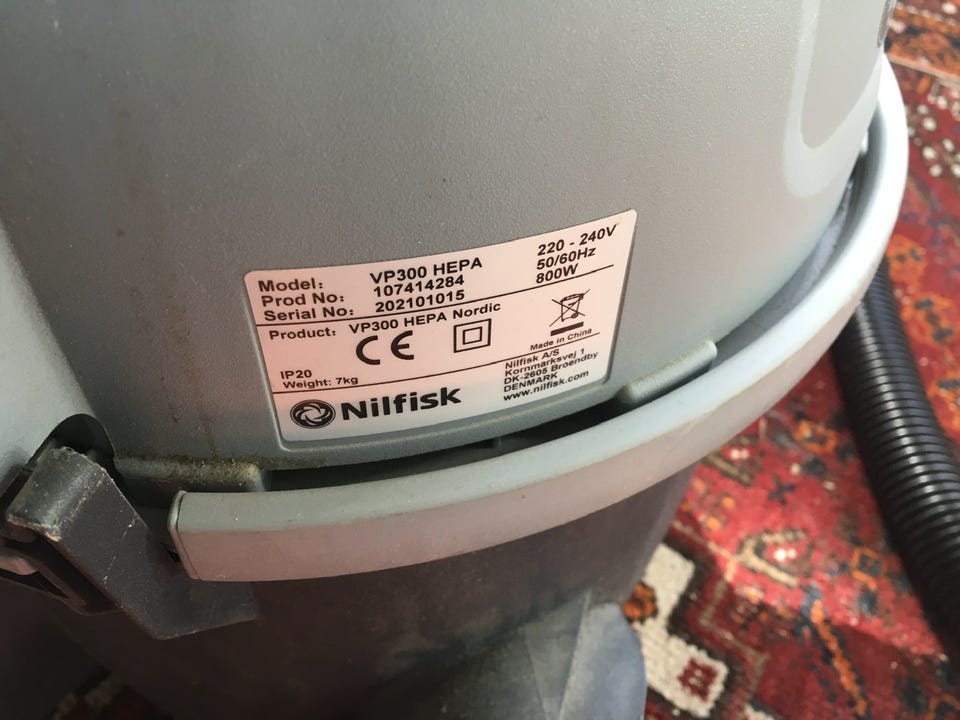 Model: VP300 HEPA 220 - 240V
Prod No: 107414284 50/60Hz
Serial No: 202101015 800W
Product: VP300 HEPA Nordic
CE
Made in China
IP20
Weight: 7kg
Nilfisk
Nilfisk A/S
Kornmarksvej 1
DK-2605 Broendby
DENMARK
www.nilfisk.com